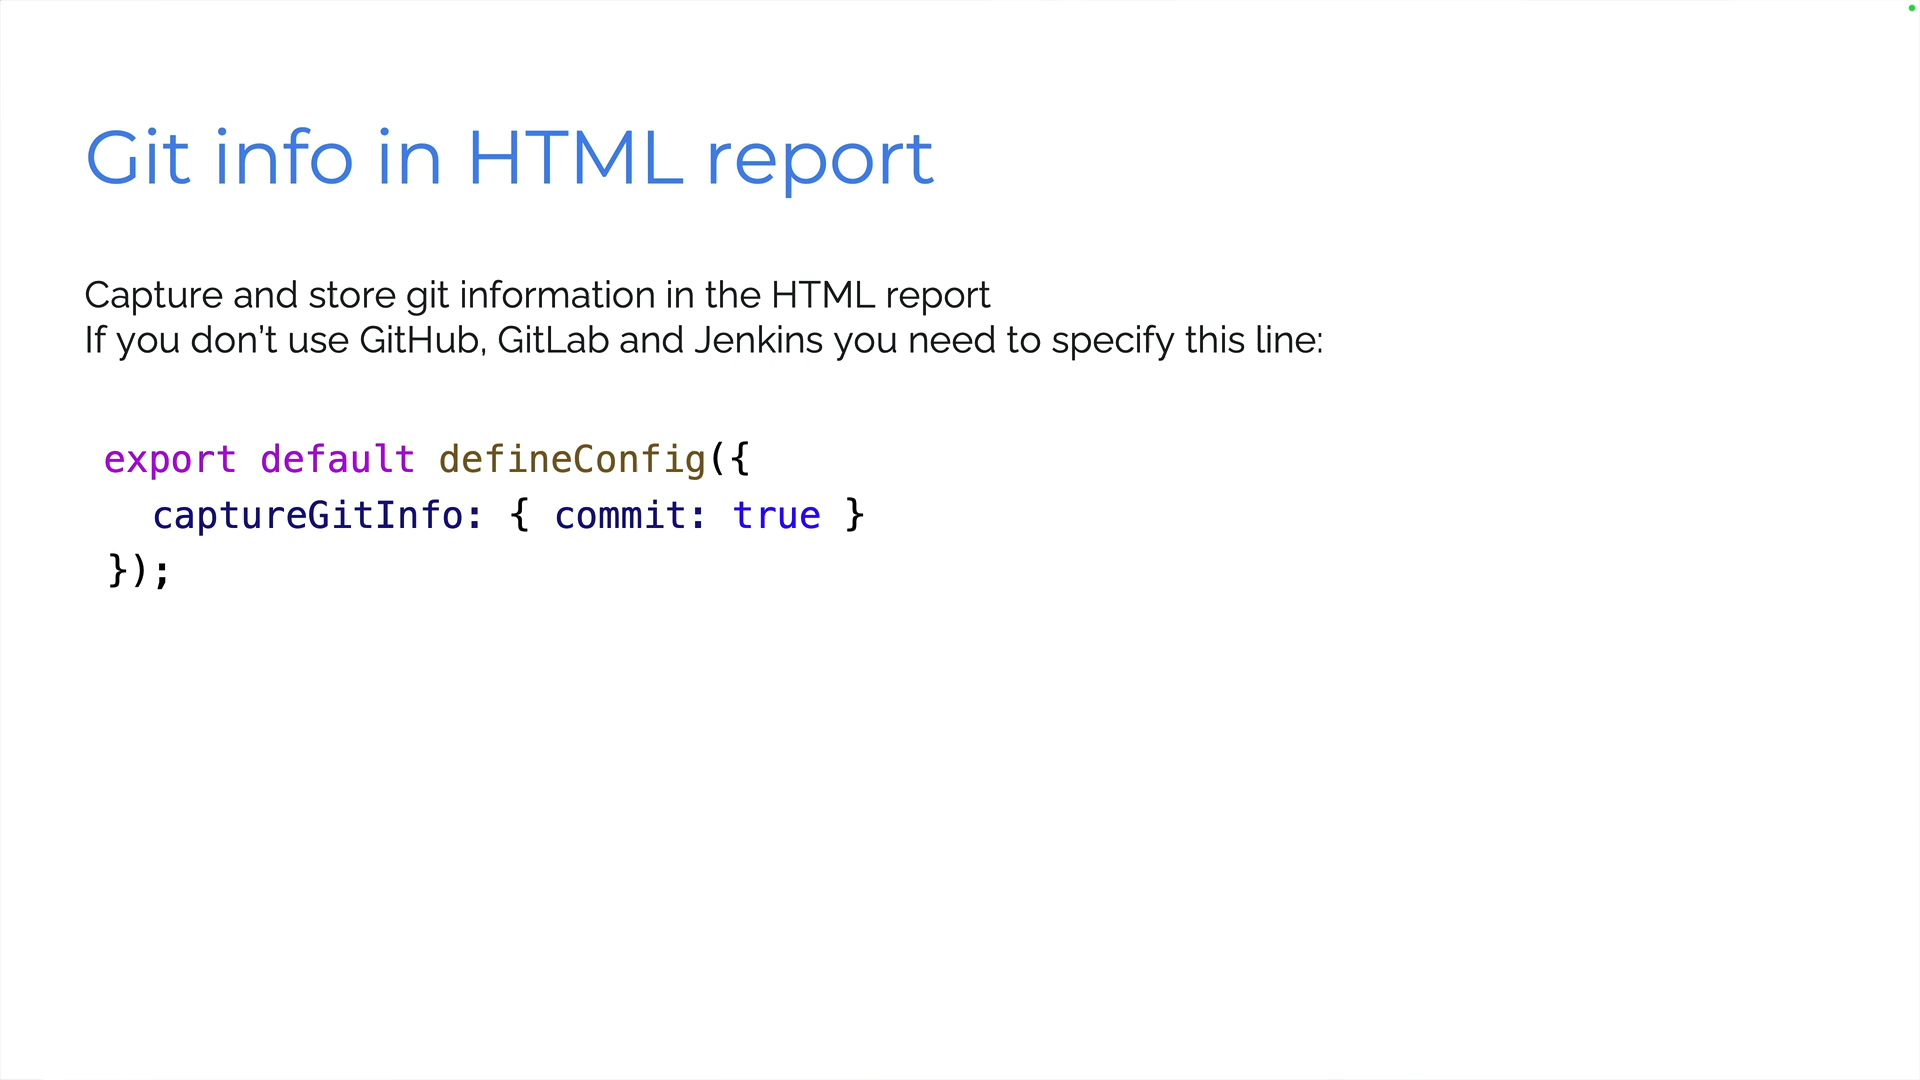 Git info in HTML report
Capture and store git information in the HTML report
If you don’t use GitHub, GitLab and Jenkins you need to specify this line:
export default defineConfig({
  captureGitInfo: { commit: true }
});